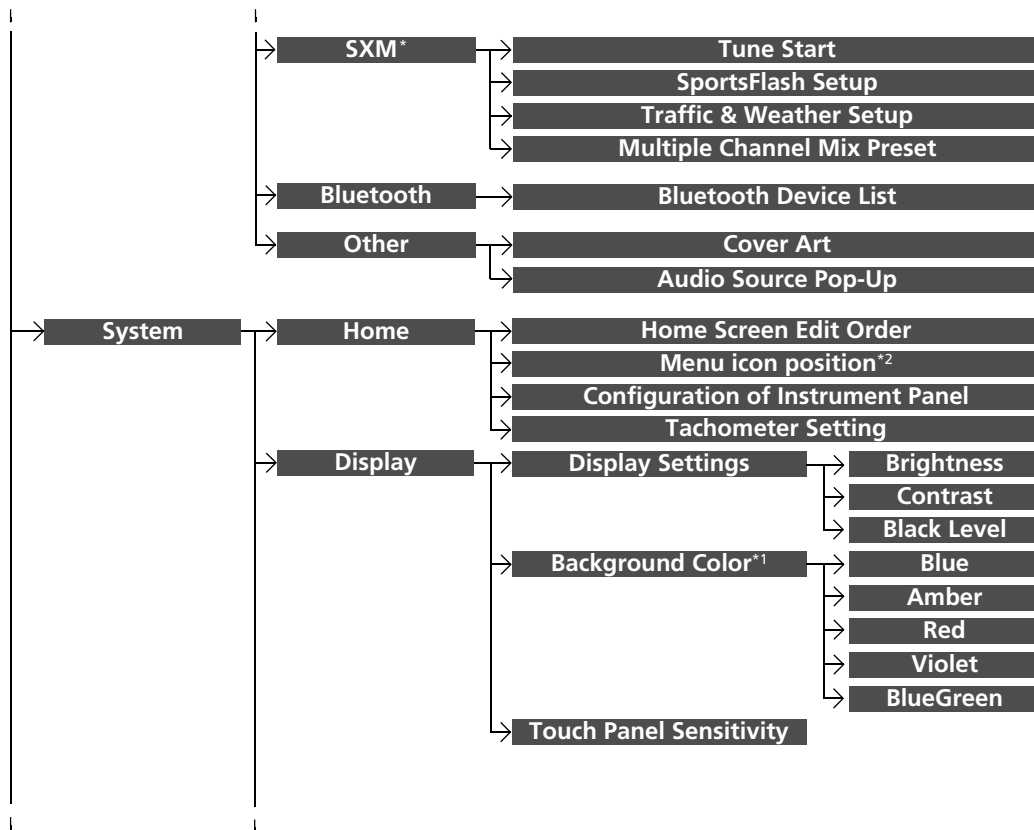 SXM*
Tune Start
SportsFlash Setup
Traffic & Weather Setup
Multiple Channel Mix Preset
Bluetooth
Bluetooth Device List
Other
Cover Art
Audio Source Pop-Up
System
Home
Home Screen Edit Order
Menu icon position*2
Configuration of Instrument Panel
Tachometer Setting
Display
Display Settings
Brightness
Contrast
Black Level
Background Color*1
Blue
Amber
Red
Violet
BlueGreen
Touch Panel Sensitivity